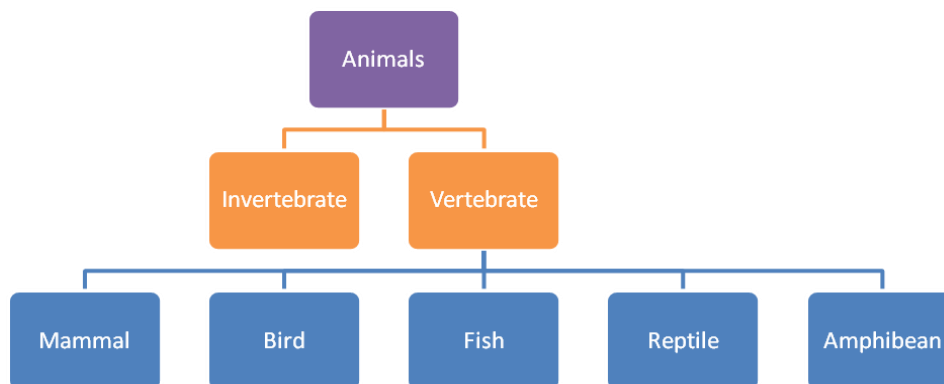 Animals
Invertebrate
Vertebrate
Mammal
Bird
Fish
Reptile
Amphibean